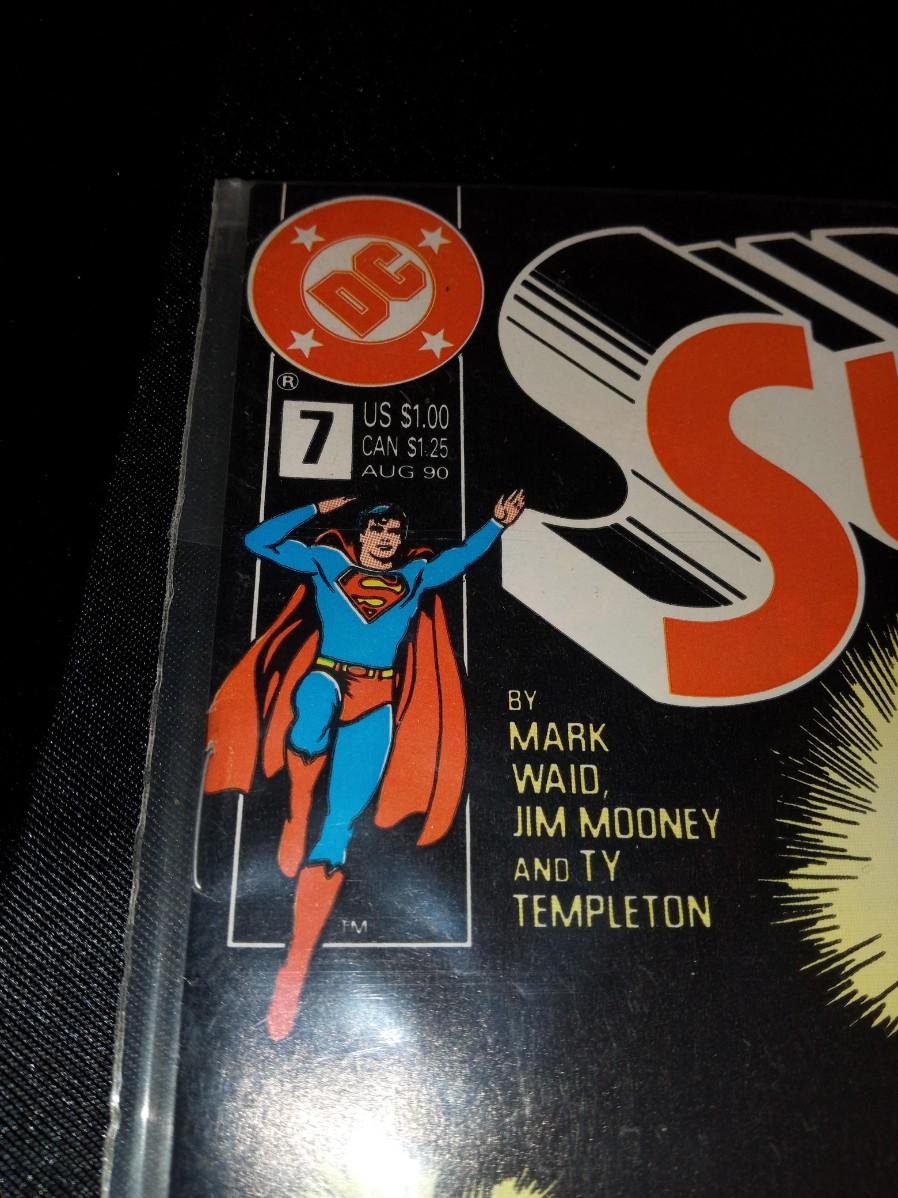 DC
®
7
US $1.00
CAN $1.25
AUG 90
S
TM
BY
MARK
WAID,
JIM MOONEY
AND TY
TEMPLETON